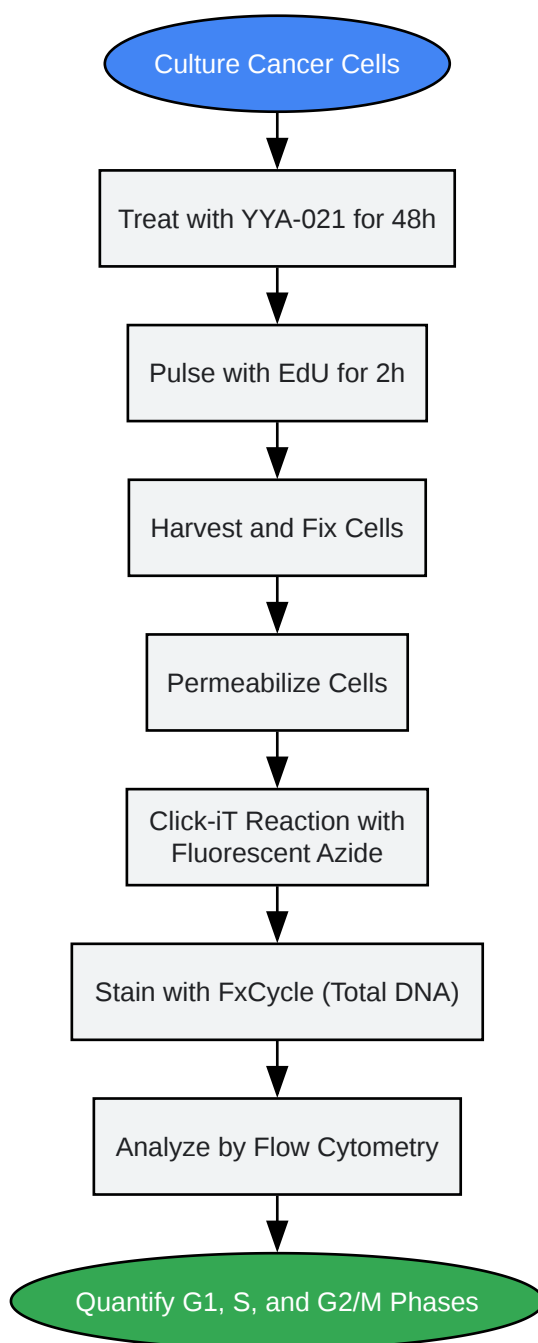 Culture Cancer Cells
Treat with YYA-021 for 48h
Pulse with EdU for 2h
Harvest and Fix Cells
Permeabilize Cells
Click-iT Reaction with
Fluorescent Azide
Stain with FxCycle (Total DNA)
Analyze by Flow Cytometry
Quantify G1, S, and G2/M Phases